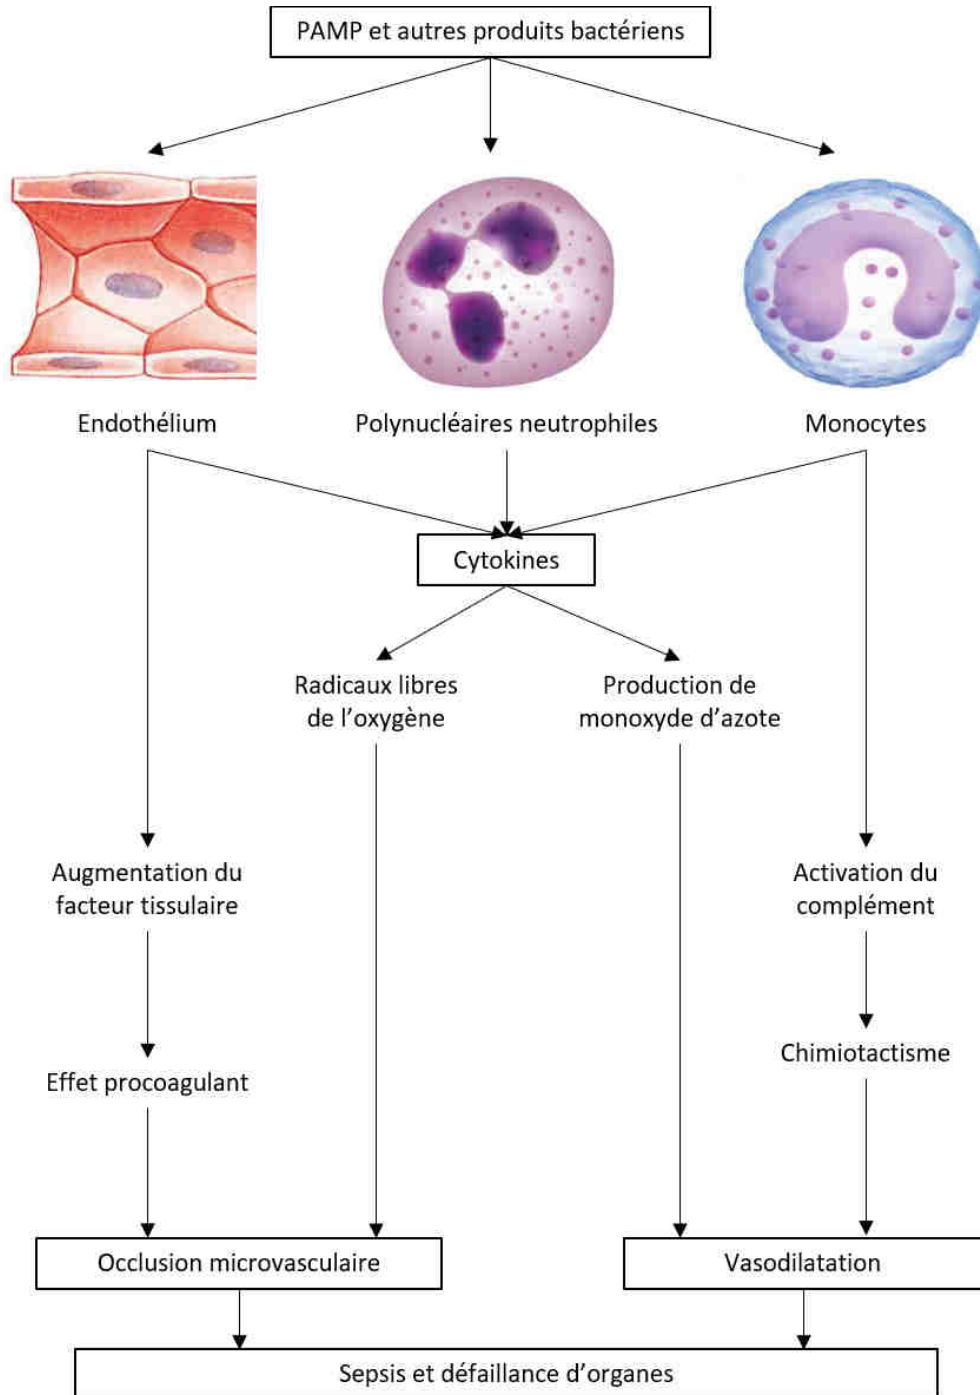 PAMP et autres produits bactériens
Endothélium
Polynucléaires neutrophiles
Monocytes
Cytokines
Radicaux libres
de l’oxygène
Production de
monoxyde d’azote
Augmentation du
facteur tissulaire
Activation du
complément
Effet procoagulant
Chimiotactisme
Occlusion microvasculaire
Vasodilatation
Sepsis et défaillance d’organes